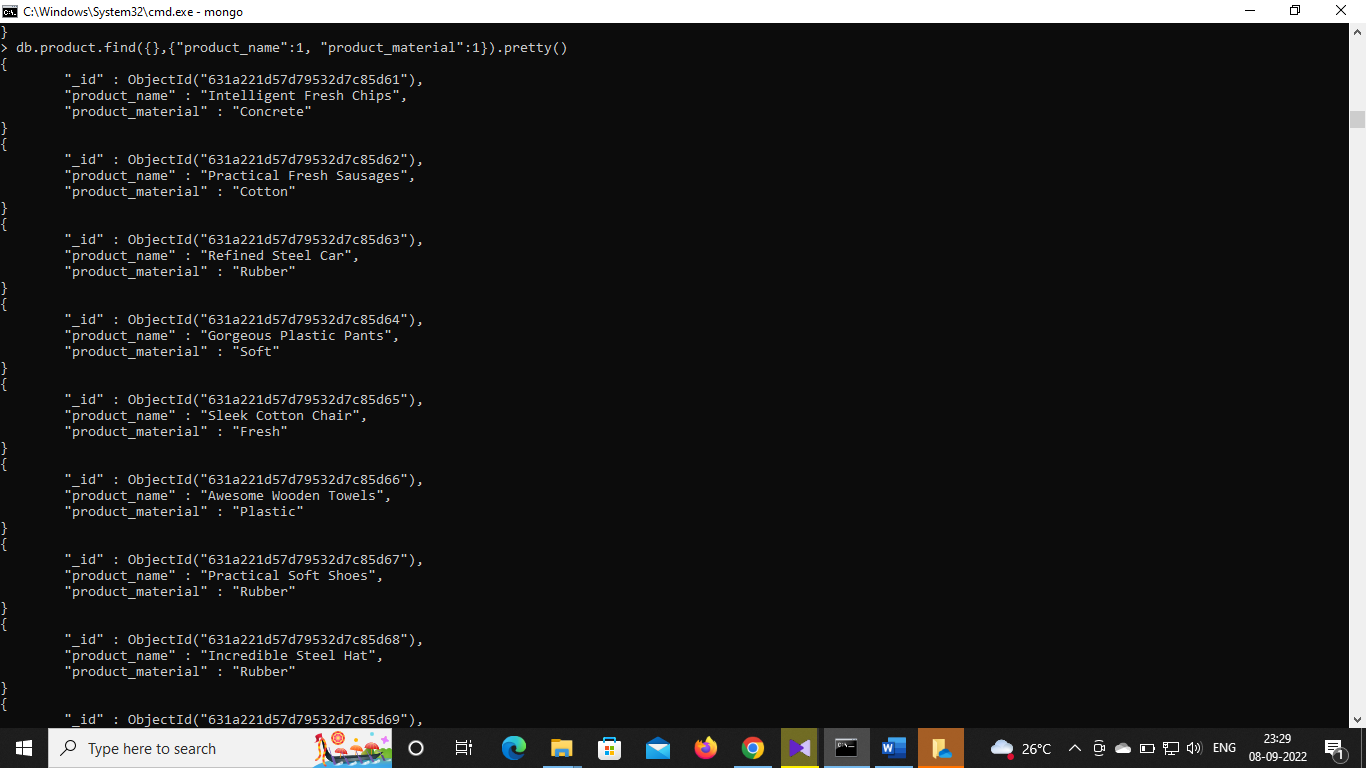 C:\Windows\System32\cmd.exe - mongo
}
> db.product.find({},{"product_name":1, "product_material":1}).pretty()
{
"_id" : ObjectId("631a221d57d79532d7c85d61"),
"product_name" : "Intelligent Fresh Chips",
"product_material" : "Concrete"
}
{
"_id" : ObjectId("631a221d57d79532d7c85d62"),
"product_name" : "Practical Fresh Sausages",
"product_material" : "Cotton"
}
{
"_id" : ObjectId("631a221d57d79532d7c85d63"),
"product_name" : "Refined Steel Car",
"product_material" : "Rubber"
}
{
"_id" : ObjectId("631a221d57d79532d7c85d64"),
"product_name" : "Gorgeous Plastic Pants",
"product_material" : "Soft"
}
{
"_id" : ObjectId("631a221d57d79532d7c85d65"),
"product_name" : "Sleek Cotton Chair",
"product_material" : "Fresh"
}
{
"_id" : ObjectId("631a221d57d79532d7c85d66"),
"product_name" : "Awesome Wooden Towels",
"product_material" : "Plastic"
}
{
"_id" : ObjectId("631a221d57d79532d7c85d67"),
"product_name" : "Practical Soft Shoes",
"product_material" : "Rubber"
}
{
"_id" : ObjectId("631a221d57d79532d7c85d68"),
"product_name" : "Incredible Steel Hat",
"product_material" : "Rubber"
}
{
"_id" : ObjectId("631a221d57d79532d7c85d69"),
Type here to search
26°C
ENG
23:29
08-09-2022
1